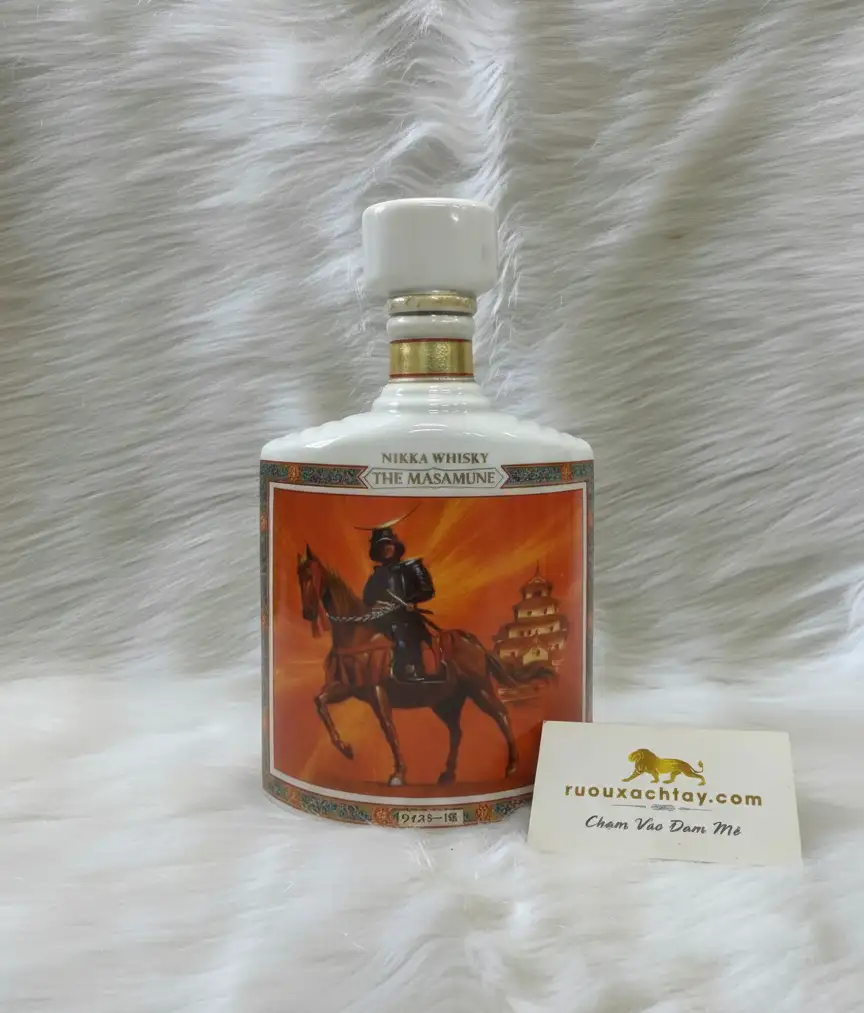 NIKKA WHISKY
THE MASAMUNE
ruouxachtay.com
Chạm Vào Đam Mê